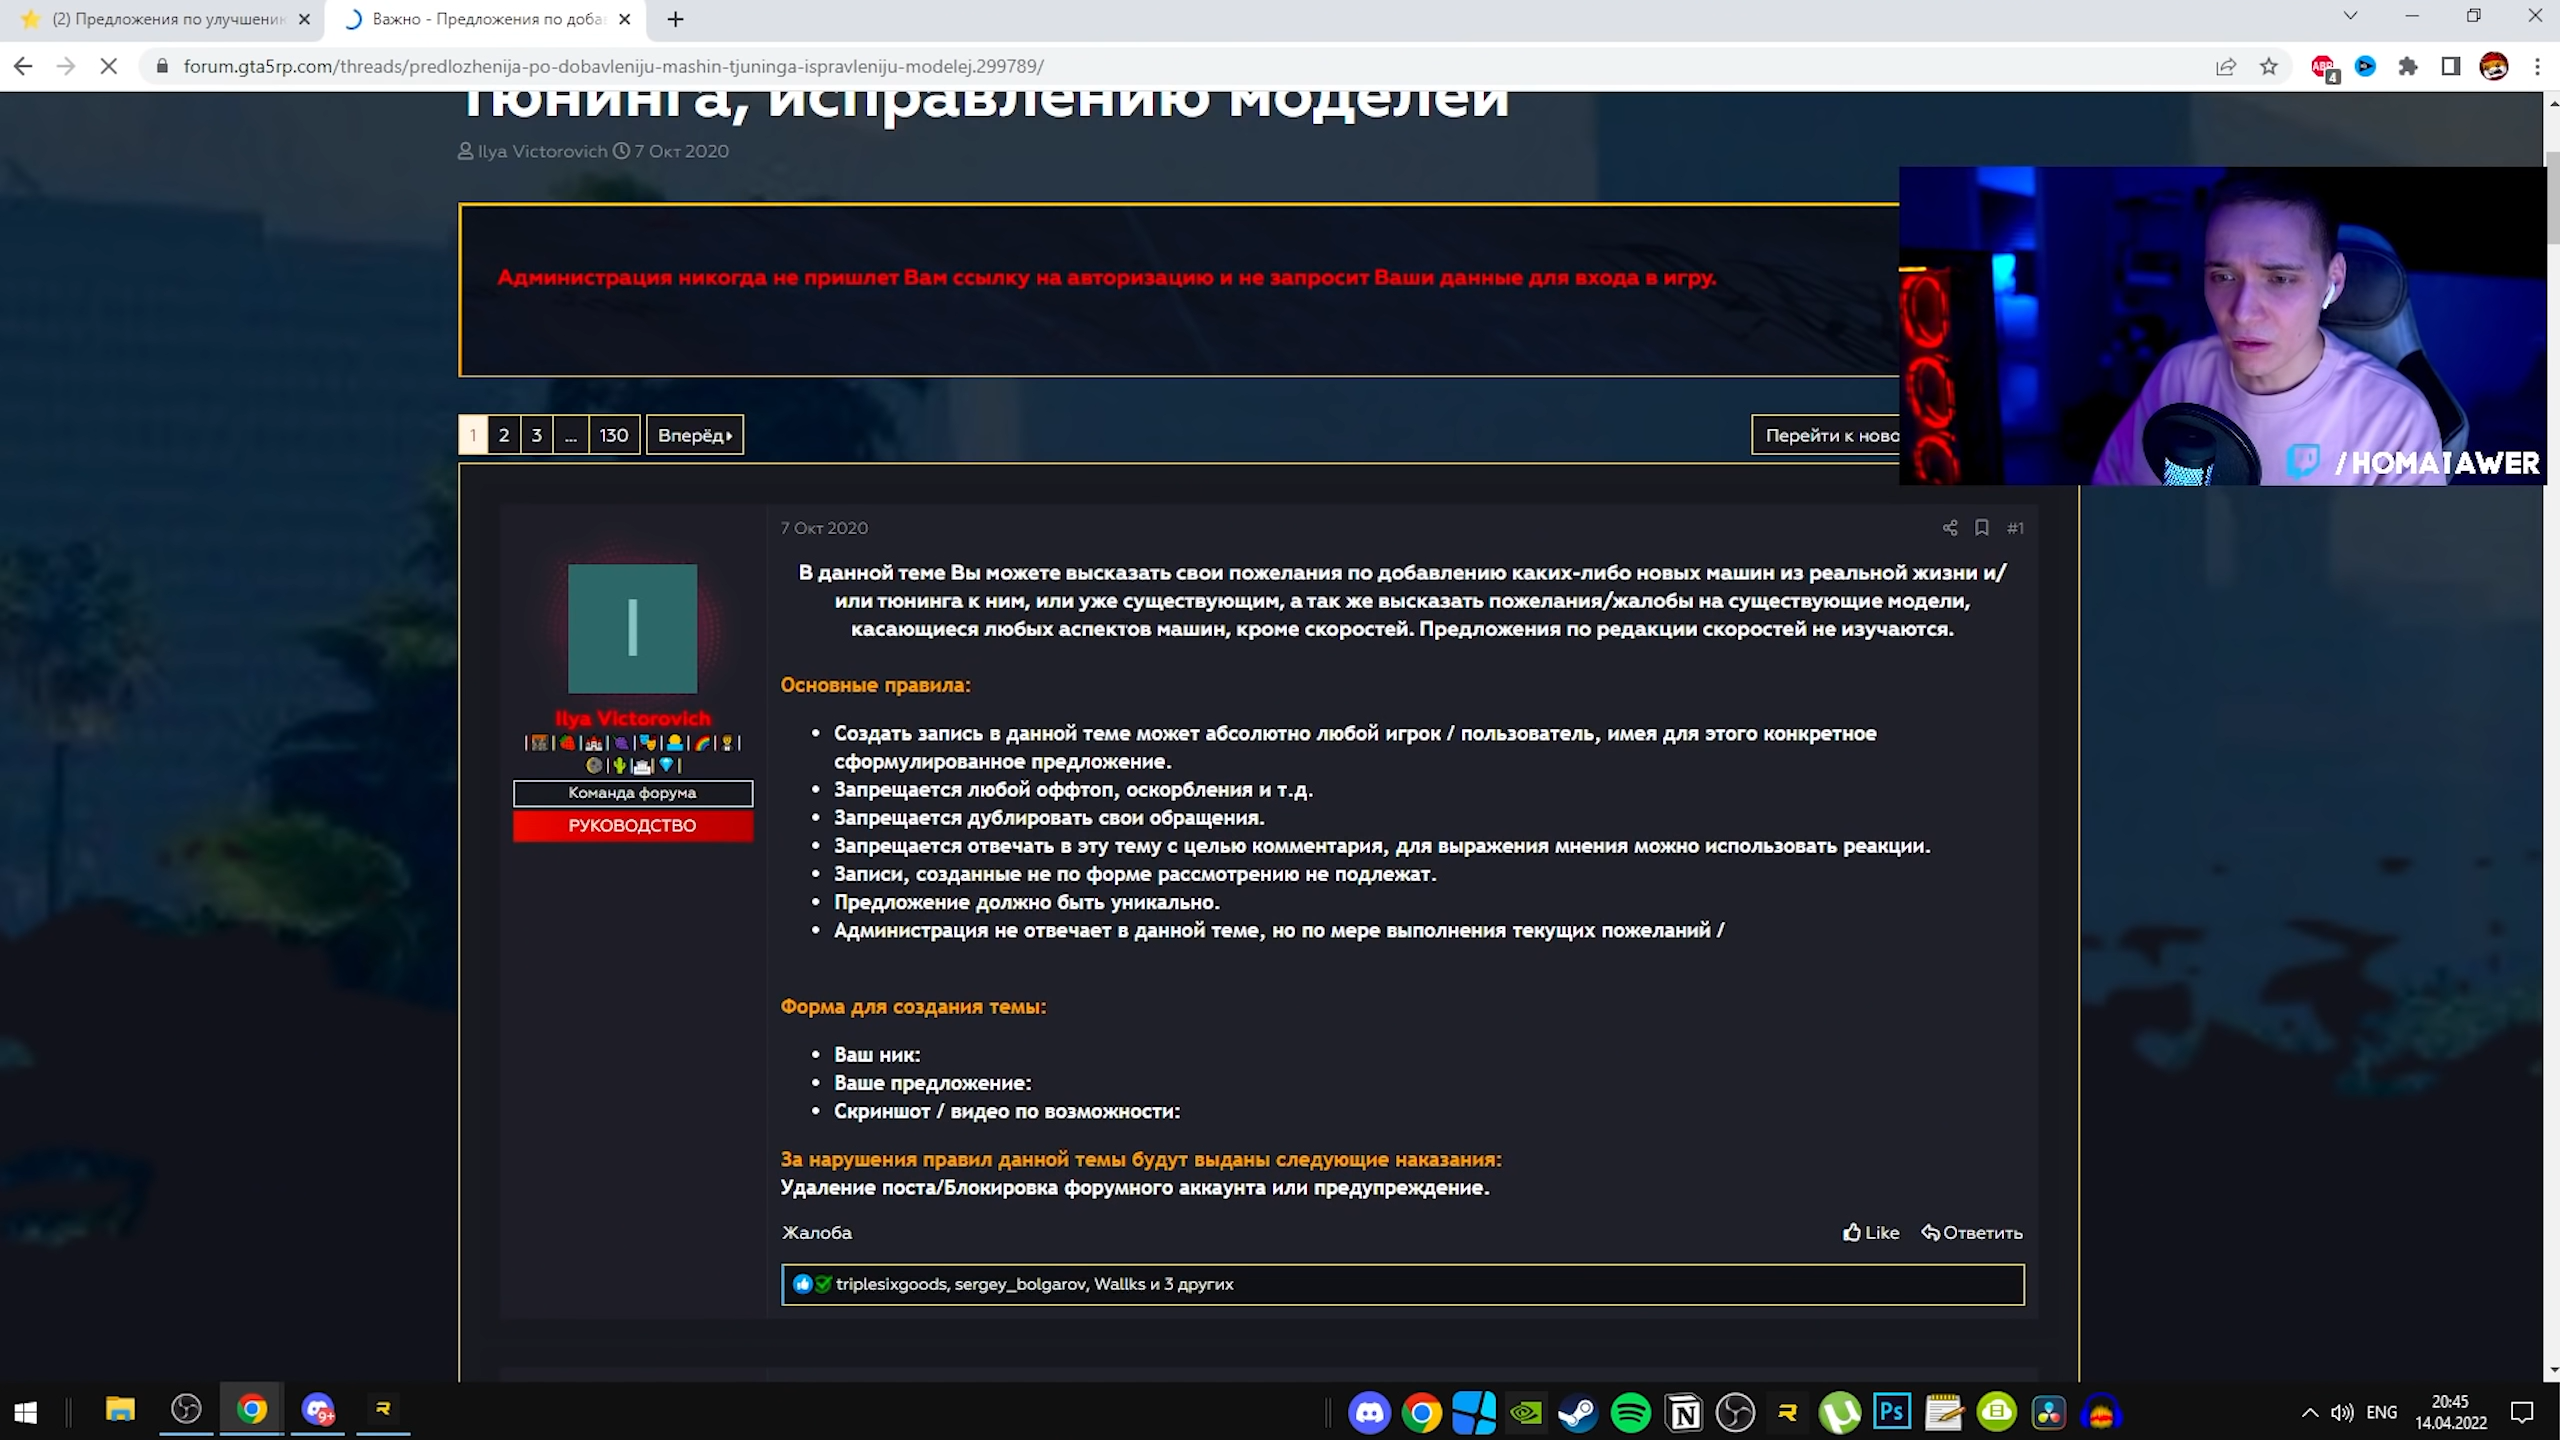 (2) Предложения по улучшению
Важно - Предложения по доба
forum.gta5rp.com/threads/predlozhenija-po-dobavleniju-mashin-tjuninga-ispravleniju-modelej.299789/
ABP
4
тюнинга, исправлению моделей
Ilya Victorovich 7 Окт 2020
Администрация никогда не пришлет Вам ссылку на авторизацию и не запросит Ваши данные для входа в игру.
/HOMATAWER
1 2 3 ... 130 Вперёд
Перейти к ново
7 Окт 2020
#1
I
Ilya Victorovich
Команда форума
РУКОВОДСТВО
В данной теме Вы можете высказать свои пожелания по добавлению каких-либо новых машин из реальной жизни и/
или тюнинга к ним, или уже существующим, а так же высказать пожелания/жалобы на существующие модели,
касающиеся любых аспектов машин, кроме скоростей. Предложения по редакции скоростей не изучаются.
Основные правила:
• Создать запись в данной теме может абсолютно любой игрок / пользователь, имея для этого конкретное
сформулированное предложение.
• Запрещается любой оффтоп, оскорбления и т.д.
• Запрещается дублировать свои обращения.
• Запрещается отвечать в эту тему с целью комментария, для выражения мнения можно использовать реакции.
• Записи, созданные не по форме рассмотрению не подлежат.
• Предложение должно быть уникально.
• Администрация не отвечает в данной теме, но по мере выполнения текущих пожеланий /
Форма для создания темы:
• Ваш ник:
• Ваше предложение:
• Скриншот / видео по возможности:
За нарушения правил данной темы будут выданы следующие наказания:
Удаление поста/Блокировка форумного аккаунта или предупреждение.
Жалоба
Like Ответить
triplesixgoods, sergey_bolgarov, Wallks и 3 других
9+
Ps
ENG
20:45
14.04.2022